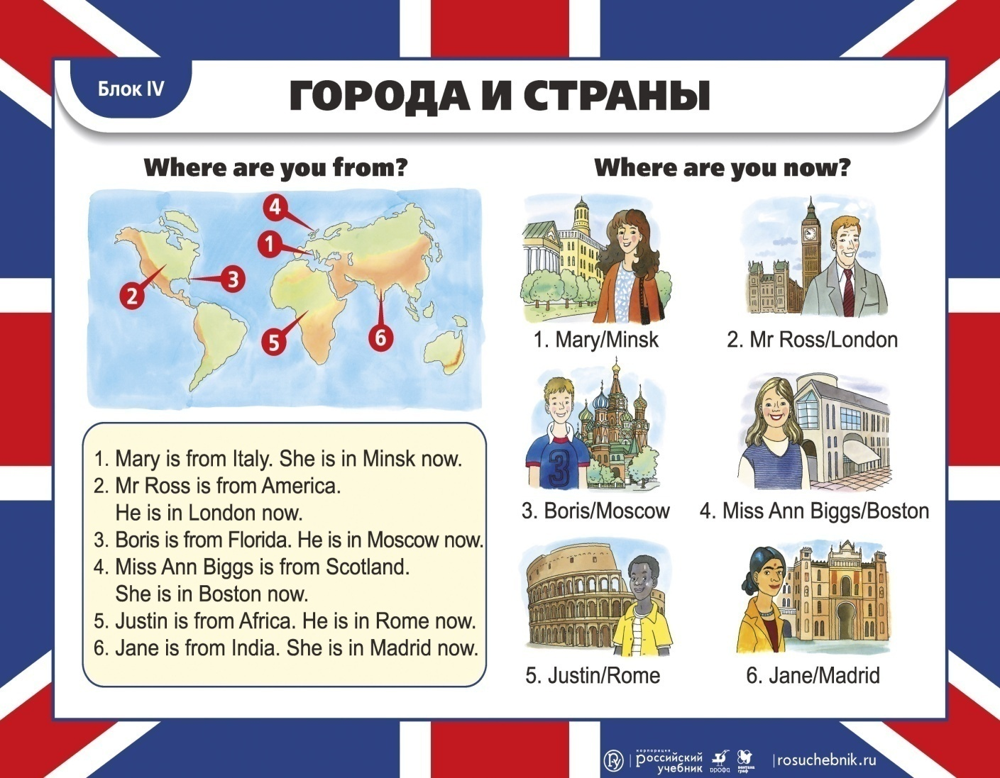 Блок IV
ГОРОДА И СТРАНЫ
Where are you from?
4
1
3
2
5
6
1. Mary is from Italy. She is in Minsk now.
2. Mr Ross is from America.
He is in London now.
3. Boris is from Florida. He is in Moscow now.
4. Miss Ann Biggs is from Scotland.
She is in Boston now.
5. Justin is from Africa. He is in Rome now.
6. Jane is from India. She is in Madrid now.
Where are you now?
1. Mary/Minsk
2. Mr Ross/London
3
3. Boris/Moscow
4. Miss Ann Biggs/Boston
5. Justin/Rome
6. Jane/Madrid
корпорация
российский
учебник
дрофа
вентана
граф
rosuchebnik.ru